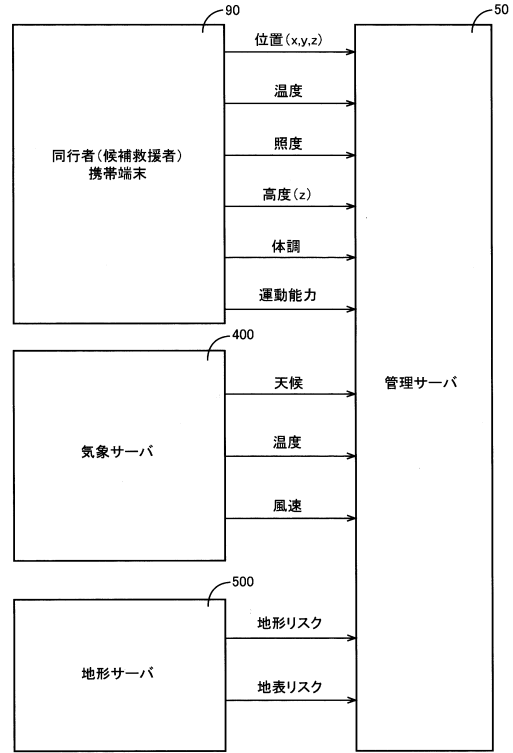 90
50
位置(x,y,z)
温度
照度
同行者(候補救援者)
携帯端末
高度(z)
体調
運動能力
400
天候
管理サーバ
気象サーバ
温度
風速
500
地形リスク
地形サーバ
地表リスク